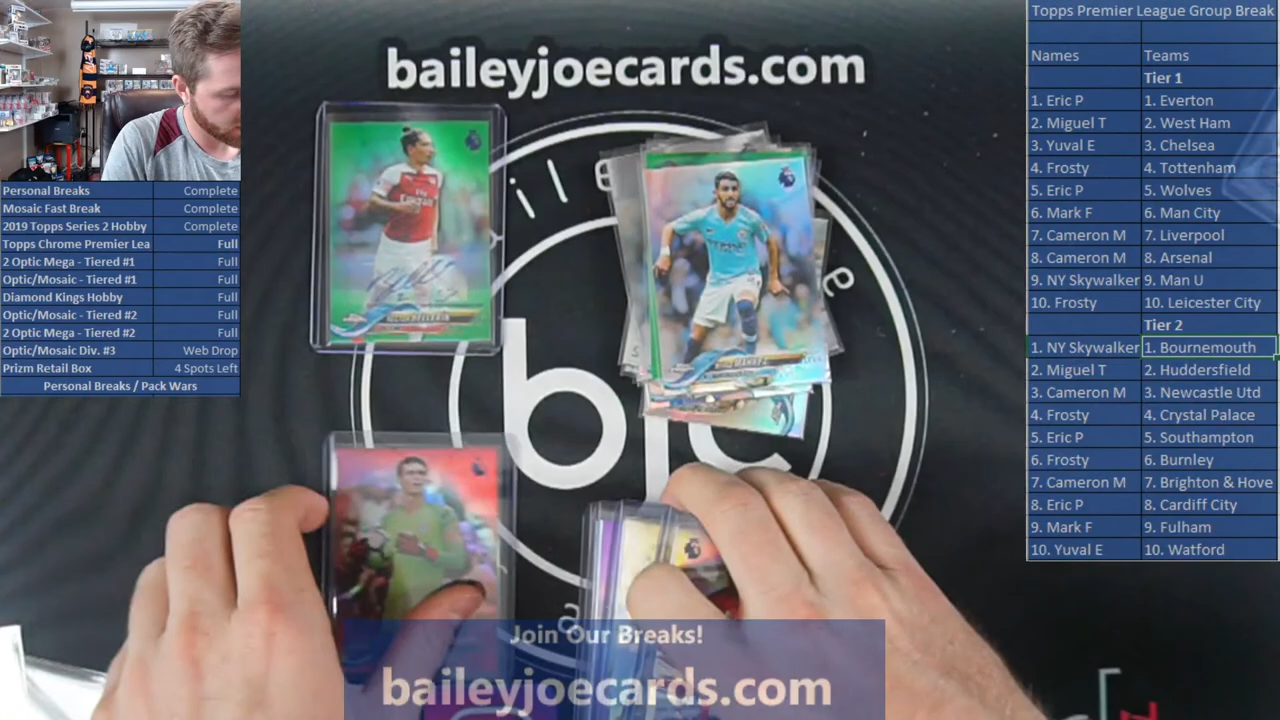 Topps Premier League Group Break
Names Teams
Tier 1
1. Eric P 1. Everton
2. Miguel T 2. West Ham
3. Yuval E 3. Chelsea
4. Frosty 4. Tottenham
5. Eric P 5. Wolves
6. Mark F 6. Man City
7. Cameron M 7. Liverpool
8. Cameron M 8. Arsenal
9. NY Skywalker 9. Man U
10. Frosty 10. Leicester City
Tier 2
1. NY Skywalker 1. Bournemouth
2. Miguel T 2. Huddersfield
3. Cameron M 3. Newcastle Utd
4. Frosty 4. Crystal Palace
5. Eric P 5. Southampton
6. Frosty 6. Burnley
7. Cameron M 7. Brighton & Hove
8. Eric P 8. Cardiff City
9. Mark F 9. Fulham
10. Yuval E 10. Watford
Personal Breaks Complete
Mosaic Fast Break Complete
2019 Topps Series 2 Hobby Complete
Topps Chrome Premier Lea Full
2 Optic Mega - Tiered #1 Full
Optic/Mosaic - Tiered #1 Full
Diamond Kings Hobby Full
Optic/Mosaic - Tiered #2 Full
2 Optic Mega - Tiered #2 Full
Optic/Mosaic Div. #3 Web Drop
Prizm Retail Box 4 Spots Left
Personal Breaks / Pack Wars
baileyjoecards.com
bjc
Join Our Breaks!
baileyjoecards.com